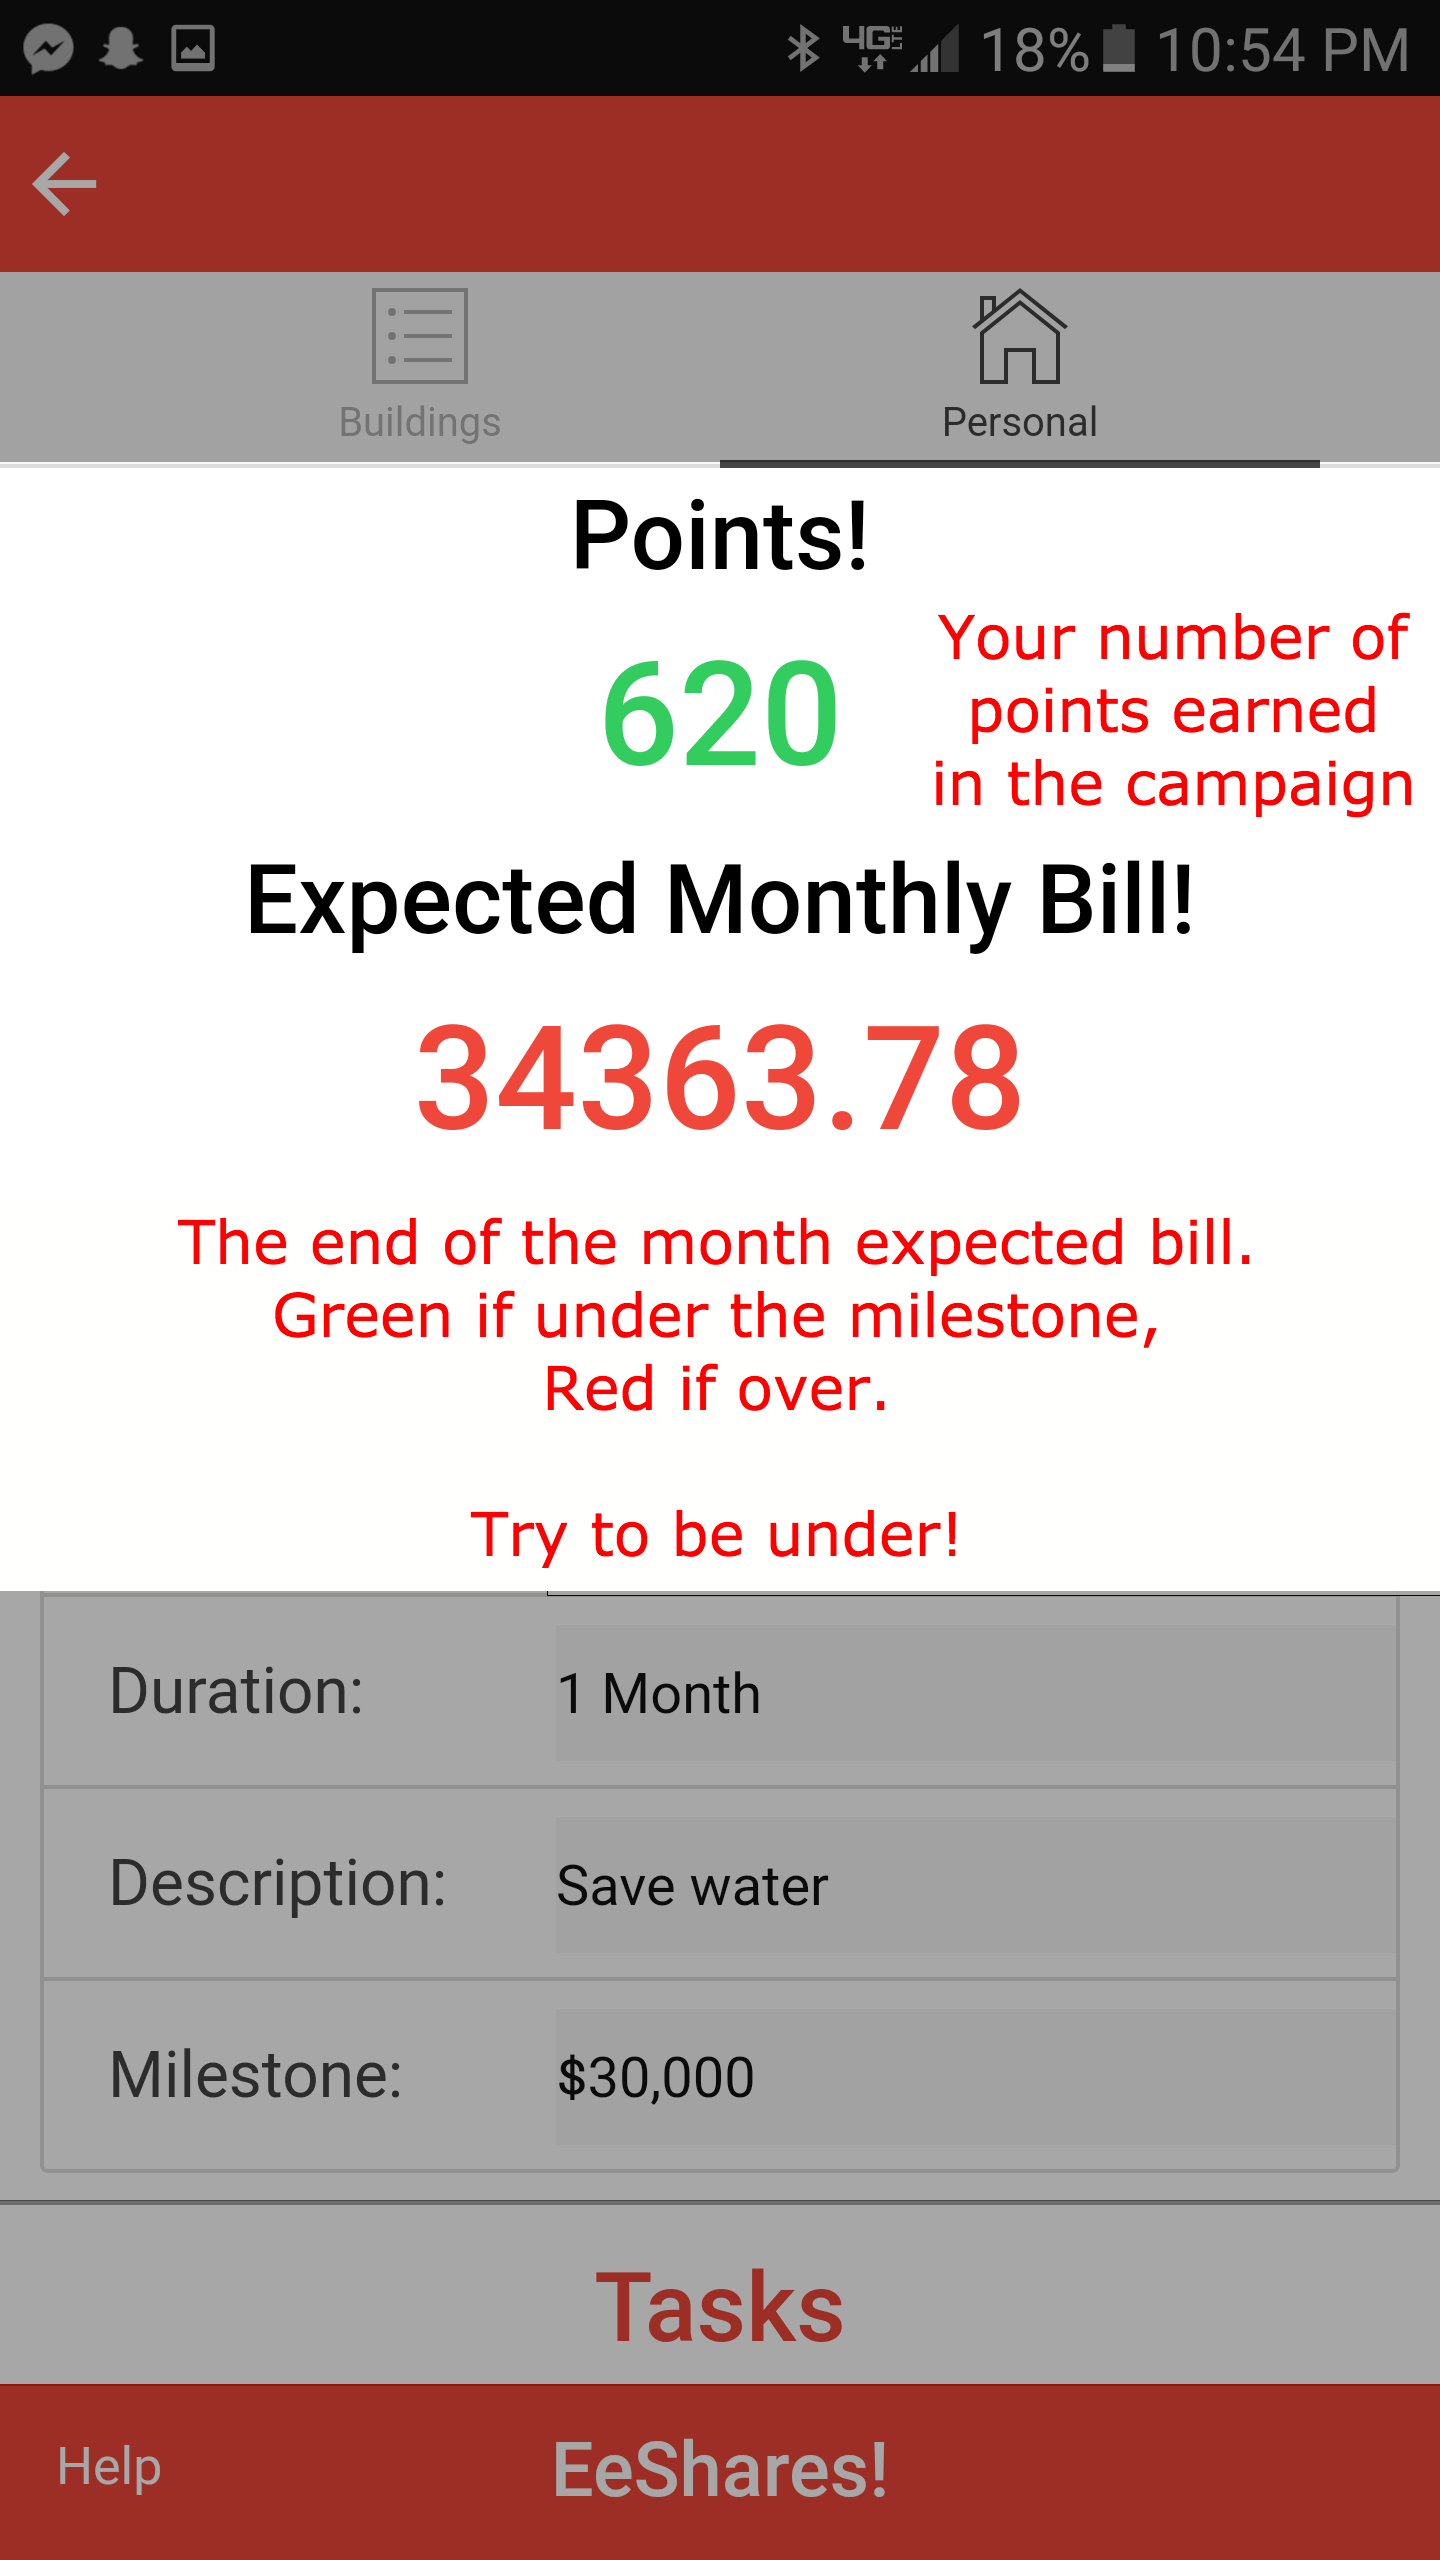 4G LTE 18% 10:54 PM
Buildings Personal
Points!
620
Your number of
points earned
in the campaign
Expected Monthly Bill!
34363.78
The end of the month expected bill.
Green if under the milestone,
Red if over.
Try to be under!
Duration: 1 Month
Description: Save water
Milestone: $30,000
Tasks
Help EeShares!